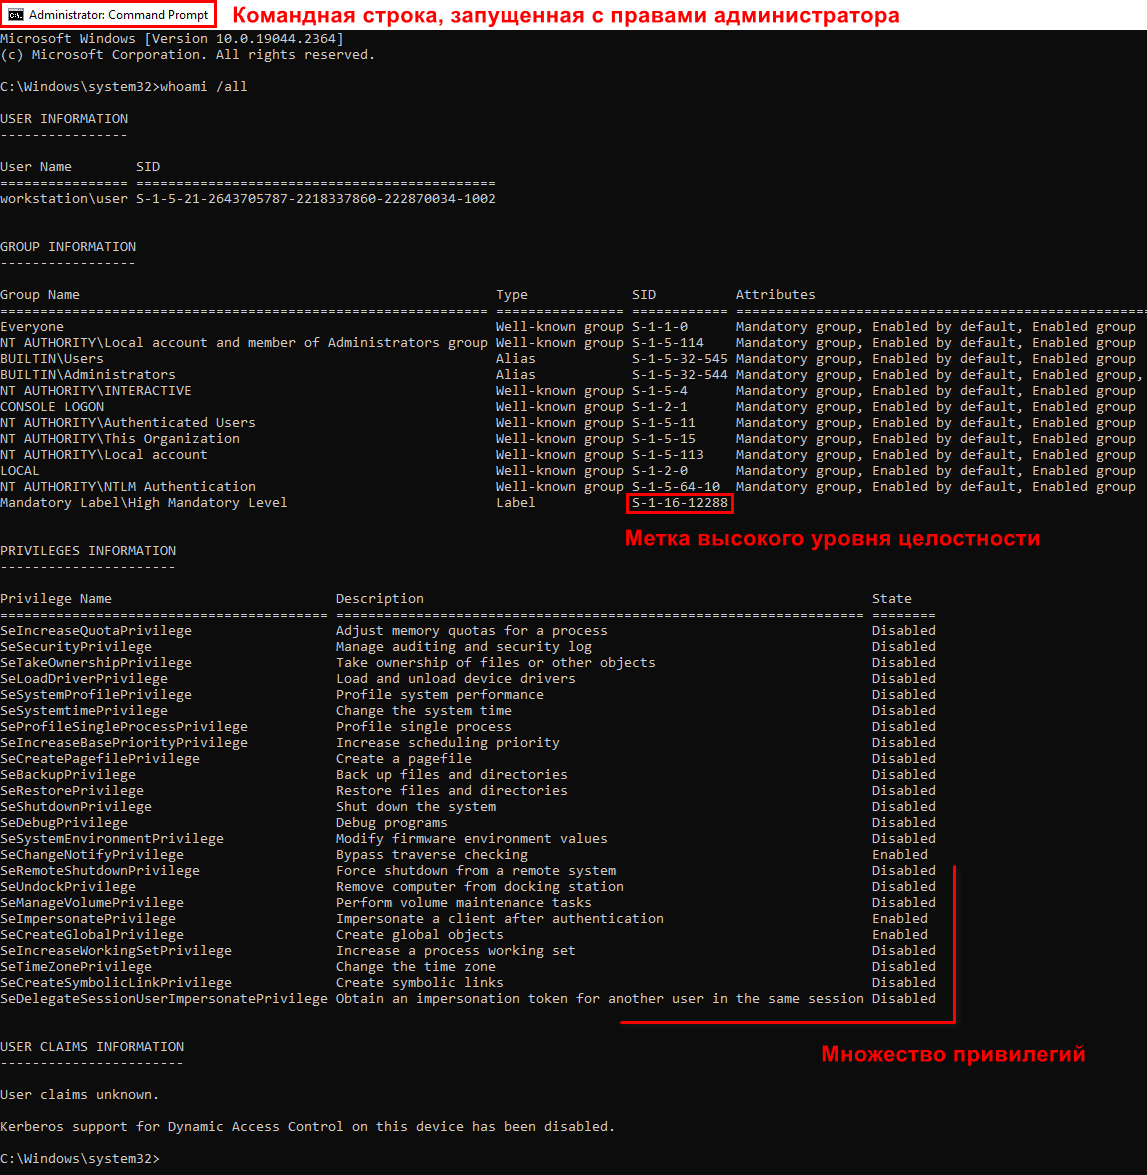 Administrator: Command Prompt
Командная строка, запущенная с правами администратора
Microsoft Windows [Version 10.0.19044.2364]
(c) Microsoft Corporation. All rights reserved.
C:\Windows\system32>whoami /all
USER INFORMATION
----------------
User Name        SID
================ =============================================
workstation\user S-1-5-21-2643705787-2218337860-222870034-1002
GROUP INFORMATION
-----------------
Group Name                                                    Type             SID          Attributes
============================================================= ================ ============ ===================================================
Everyone                                                      Well-known group S-1-1-0      Mandatory group, Enabled by default, Enabled group
NT AUTHORITY\Local account and member of Administrators group Well-known group S-1-5-114    Mandatory group, Enabled by default, Enabled group
BUILTIN\Users                                                 Alias            S-1-5-32-545 Mandatory group, Enabled by default, Enabled group
BUILTIN\Administrators                                        Alias            S-1-5-32-544 Mandatory group, Enabled by default, Enabled group,
NT AUTHORITY\INTERACTIVE                                      Well-known group S-1-5-4      Mandatory group, Enabled by default, Enabled group
CONSOLE LOGON                                                 Well-known group S-1-2-1      Mandatory group, Enabled by default, Enabled group
NT AUTHORITY\Authenticated Users                              Well-known group S-1-5-11     Mandatory group, Enabled by default, Enabled group
NT AUTHORITY\This Organization                                Well-known group S-1-5-15     Mandatory group, Enabled by default, Enabled group
NT AUTHORITY\Local account                                    Well-known group S-1-5-113    Mandatory group, Enabled by default, Enabled group
LOCAL                                                         Well-known group S-1-2-0      Mandatory group, Enabled by default, Enabled group
NT AUTHORITY\NTLM Authentication                              Well-known group S-1-5-64-10  Mandatory group, Enabled by default, Enabled group
Mandatory Label\High Mandatory Level                          Label            S-1-16-12288
Метка высокого уровня целостности
PRIVILEGES INFORMATION
----------------------
Privilege Name                            Description                                                        State
========================================= ================================================================== ========
SeIncreaseQuotaPrivilege                  Adjust memory quotas for a process                                 Disabled
SeSecurityPrivilege                       Manage auditing and security log                                   Disabled
SeTakeOwnershipPrivilege                  Take ownership of files or other objects                           Disabled
SeLoadDriverPrivilege                     Load and unload device drivers                                     Disabled
SeSystemProfilePrivilege                  Profile system performance                                         Disabled
SeSystemtimePrivilege                     Change the system time                                             Disabled
SeProfileSingleProcessPrivilege           Profile single process                                             Disabled
SeIncreaseBasePriorityPrivilege           Increase scheduling priority                                       Disabled
SeCreatePagefilePrivilege                 Create a pagefile                                                  Disabled
SeBackupPrivilege                         Back up files and directories                                      Disabled
SeRestorePrivilege                        Restore files and directories                                      Disabled
SeShutdownPrivilege                       Shut down the system                                               Disabled
SeDebugPrivilege                          Debug programs                                                     Disabled
SeSystemEnvironmentPrivilege              Modify firmware environment values                                 Disabled
SeChangeNotifyPrivilege                   Bypass traverse checking                                           Enabled
SeRemoteShutdownPrivilege                 Force shutdown from a remote system                                Disabled
SeUndockPrivilege                         Remove computer from docking station                               Disabled
SeManageVolumePrivilege                   Perform volume maintenance tasks                                   Disabled
SeImpersonatePrivilege                    Impersonate a client after authentication                          Enabled
SeCreateGlobalPrivilege                   Create global objects                                              Enabled
SeIncreaseWorkingSetPrivilege             Increase a process working set                                     Disabled
SeTimeZonePrivilege                       Change the time zone                                               Disabled
SeCreateSymbolicLinkPrivilege             Create symbolic links                                              Disabled
SeDelegateSessionUserImpersonatePrivilege Obtain an impersonation token for another user in the same session Disabled
USER CLAIMS INFORMATION
-----------------------
Множество привилегий
User claims unknown.
Kerberos support for Dynamic Access Control on this device has been disabled.
C:\Windows\system32>